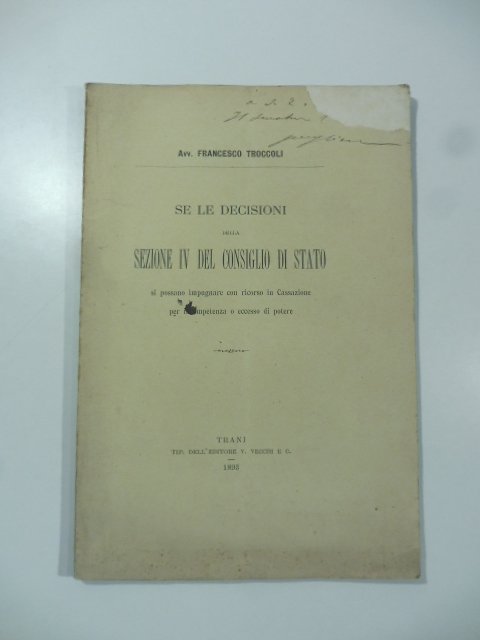 Avv. FRANCESCO TROCCOLI
SE LE DECISIONI
DELLA
SEZIONE IV DEL CONSIGLIO DI STATO
si possano impugnare con ricorso in Cassazione
per incompetenza o eccesso di potere
TRANI
TIP. DELL'EDITORE V. VECCHI E C.
1893